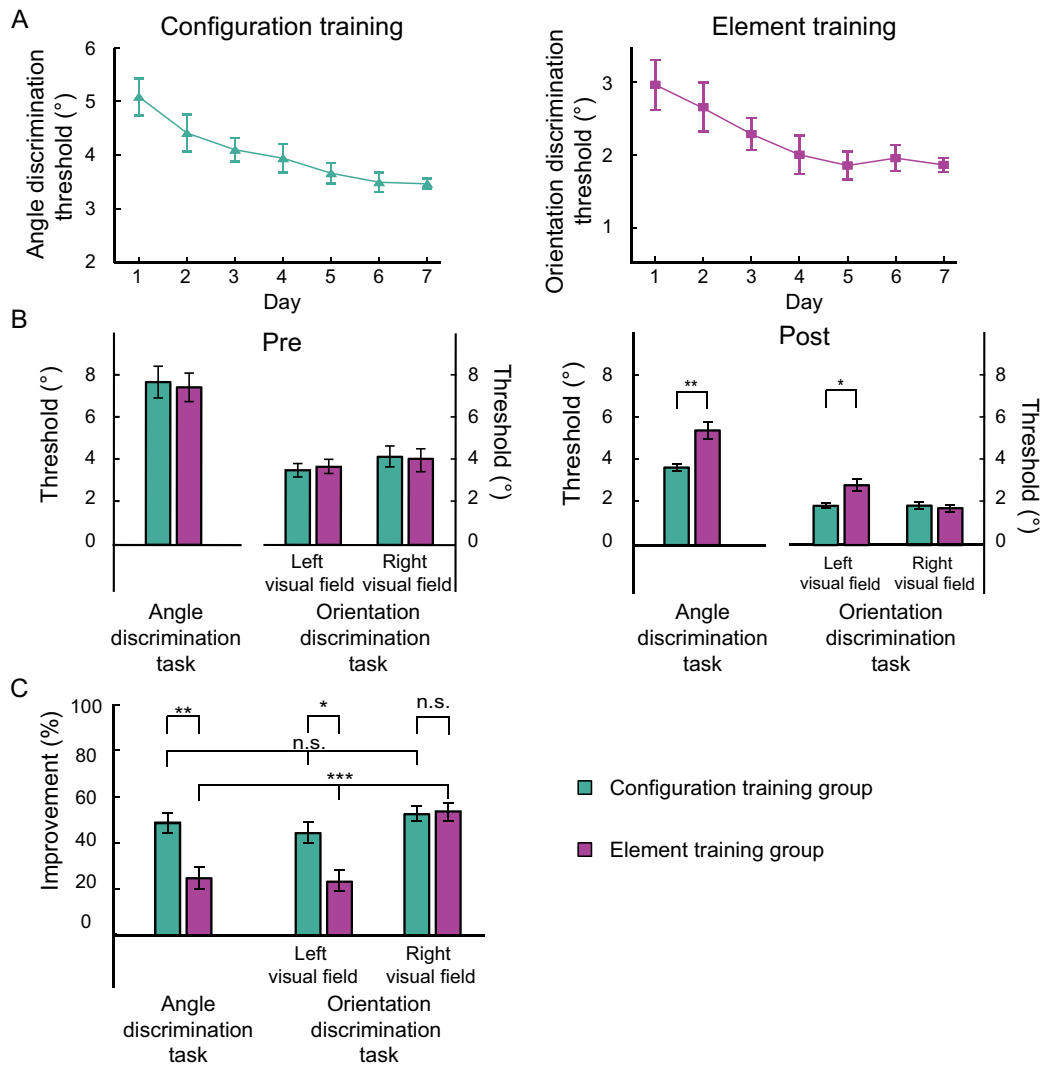 A
Configuration training
Element training
Angle discrimination
threshold (°)
6
5
4
3
2
1 2 3 4 5 6 7
Day
Orientation discrimination
threshold (°)
3
2
1
1 2 3 4 5 6 7
Day
B
Pre
Threshold (°)
8
6
4
2
0
8
6
4
2
0
Threshold (°)
Left
visual field
Right
visual field
Angle
discrimination
task
Orientation
discrimination
task
Post
Threshold (°)
8
6
4
2
0
**
*
8
6
4
2
0
Threshold (°)
Left
visual field
Right
visual field
Angle
discrimination
task
Orientation
discrimination
task
C
Improvement (%)
100
80
60
40
20
0
**
*
n.s.
n.s.
***
Left
visual field
Right
visual field
Angle
discrimination
task
Orientation
discrimination
task
Configuration training group
Element training group